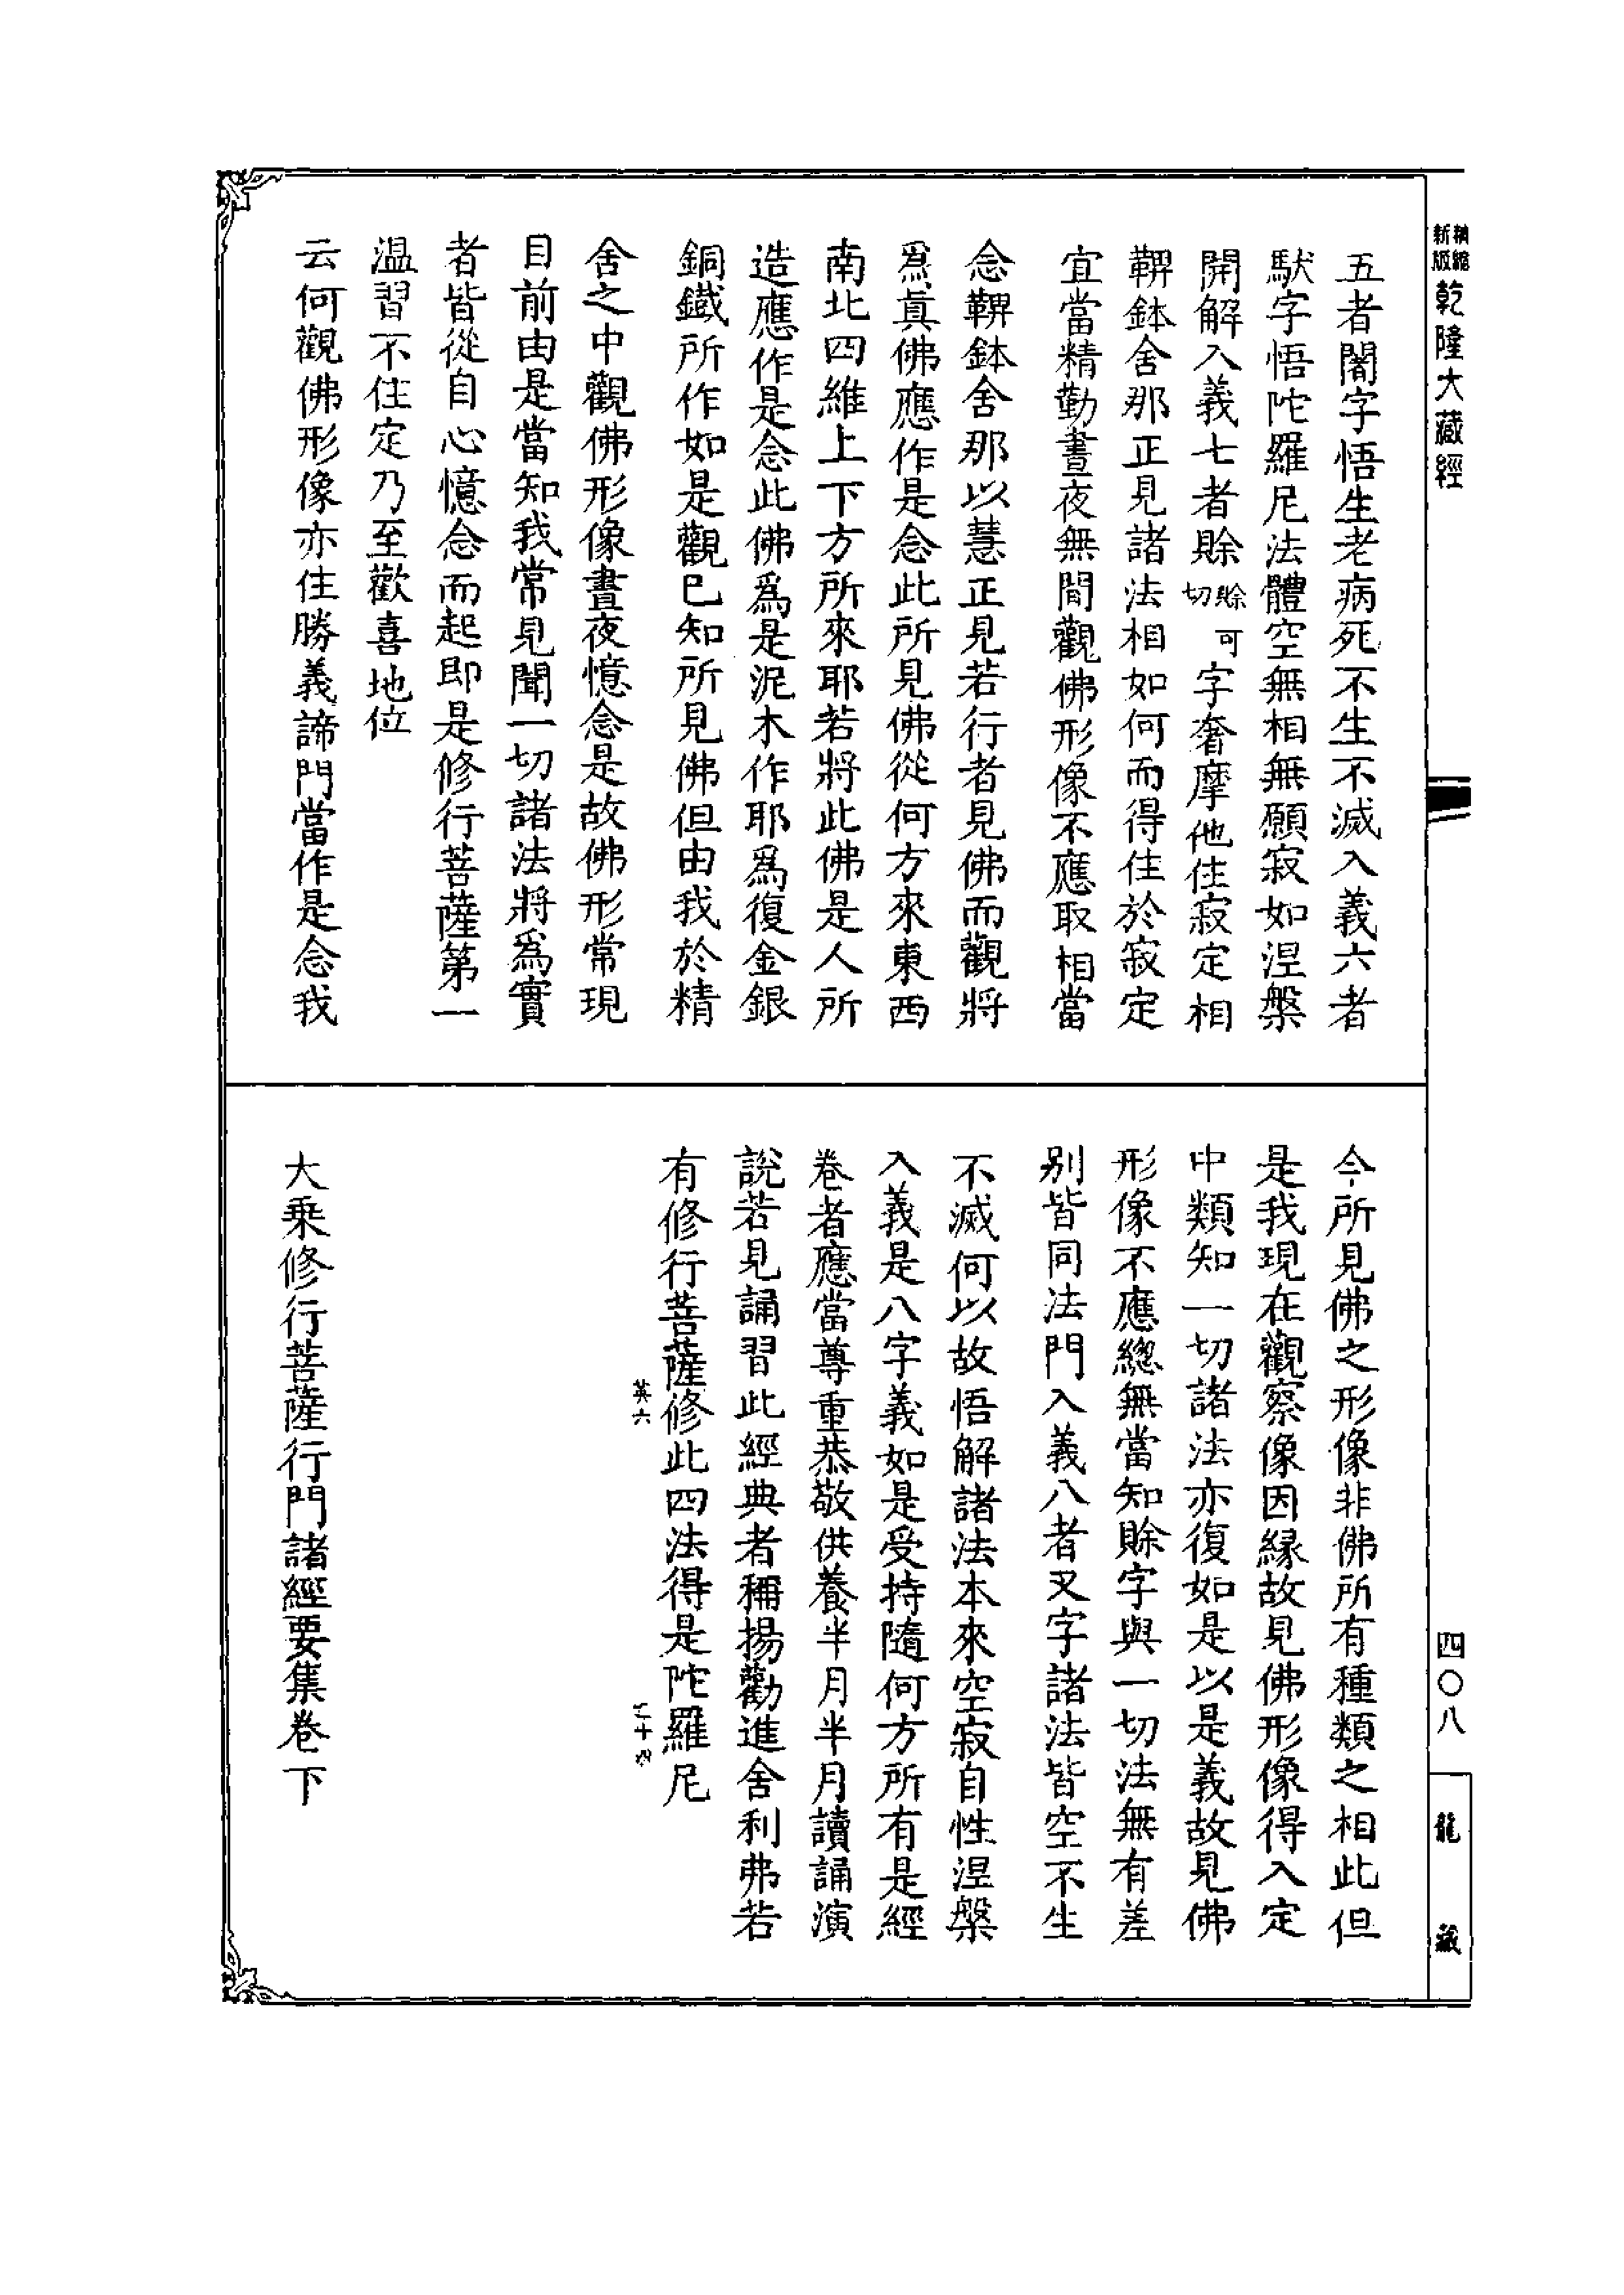 精縮新版乾隆大藏經
五者闍字悟生老病死不生不滅入義六者
馱字悟陀羅尼法體空無相無願寂如涅槃
開解入義七者賖賖可切字奢摩他住寂定相
鞞鉢舍那正見諸法相如何而得住於寂定
宜當精勤晝夜無間觀佛形像不應取相當
念鞞鉢舍那以慧正見若行者見佛而觀將
爲真佛應作是念此所見佛從何方來東西
南北四維上下方所來耶若將此佛是人所
造應作是念此佛爲是泥木作耶爲復金銀
銅鐵所作如是觀已知所見佛但由我於精
舍之中觀佛形像晝夜憶念是故佛形常現
目前由是當知我常見聞一切諸法將爲實
者皆從自心憶念而起即是修行菩薩第一
温習不住定乃至歡喜地位
云何觀佛形像亦住勝義諦門當作是念我
今所見佛之形像非佛所有種類之相此但
是我現在觀察像因緣故見佛形像得入定
中類知一切諸法亦復如是以是義故見佛
形像不應總無當知賖字與一切法無有差
別皆同法門入義八者叉字諸法皆空不生
不滅何以故悟解諸法本來空寂自性涅槃
入義是八字義如是受持隨何方所有是經
卷者應當尊重恭敬供養半月半月讀誦演
說若見誦習此經典者稱揚勸進舍利弗若
有修行菩薩修此四法得是陀羅尼
英六
大乘修行菩薩行門諸經要集卷下
四〇八
龍藏